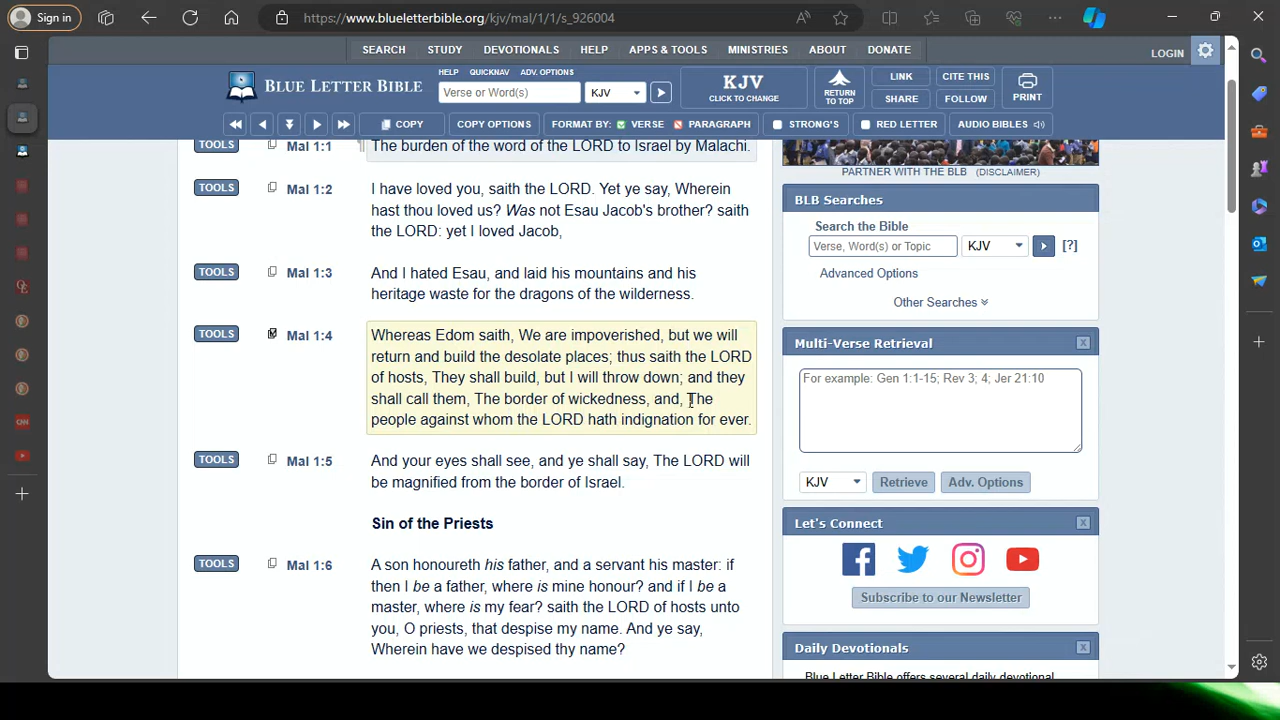 Sign in
https://www.blueletterbible.org/kjv/mal/1/1/s_926004
SEARCH STUDY DEVOTIONALS HELP APPS & TOOLS MINISTRIES ABOUT DONATE
LOGIN
BLUE LETTER BIBLE
HELP QUICKNAV ADV. OPTIONS
Verse or Word(s) KJV
KJV
CLICK TO CHANGE
RETURN
TO TOP
LINK CITE THIS
SHARE FOLLOW
PRINT
COPY COPY OPTIONS FORMAT BY: VERSE PARAGRAPH STRONG'S RED LETTER AUDIO BIBLES
TOOLS Mal 1:1 The burden of the word of the LORD to Israel by Malachi.
TOOLS Mal 1:2 I have loved you, saith the LORD. Yet ye say, Wherein
hast thou loved us? Was not Esau Jacob's brother? saith
the LORD: yet I loved Jacob,
TOOLS Mal 1:3 And I hated Esau, and laid his mountains and his
heritage waste for the dragons of the wilderness.
TOOLS Mal 1:4 Whereas Edom saith, We are impoverished, but we will
return and build the desolate places; thus saith the LORD
of hosts, They shall build, but I will throw down; and they
shall call them, The border of wickedness, and, The
people against whom the LORD hath indignation for ever.
TOOLS Mal 1:5 And your eyes shall see, and ye shall say, The LORD will
be magnified from the border of Israel.
Sin of the Priests
TOOLS Mal 1:6 A son honoureth his father, and a servant his master: if
then I be a father, where is mine honour? and if I be a
master, where is my fear? saith the LORD of hosts unto
you, O priests, that despise my name. And ye say,
Wherein have we despised thy name?
PARTNER WITH THE BLB (DISCLAIMER)
BLB Searches
Search the Bible
Verse, Word(s) or Topic KJV [?]
Advanced Options
Other Searches
Multi-Verse Retrieval X
For example: Gen 1:1-15; Rev 3; 4; Jer 21:10
KJV Retrieve Adv. Options
Let's Connect X
Subscribe to our Newsletter
Daily Devotionals X
Blue Letter Bible offers several daily devotional
CNN